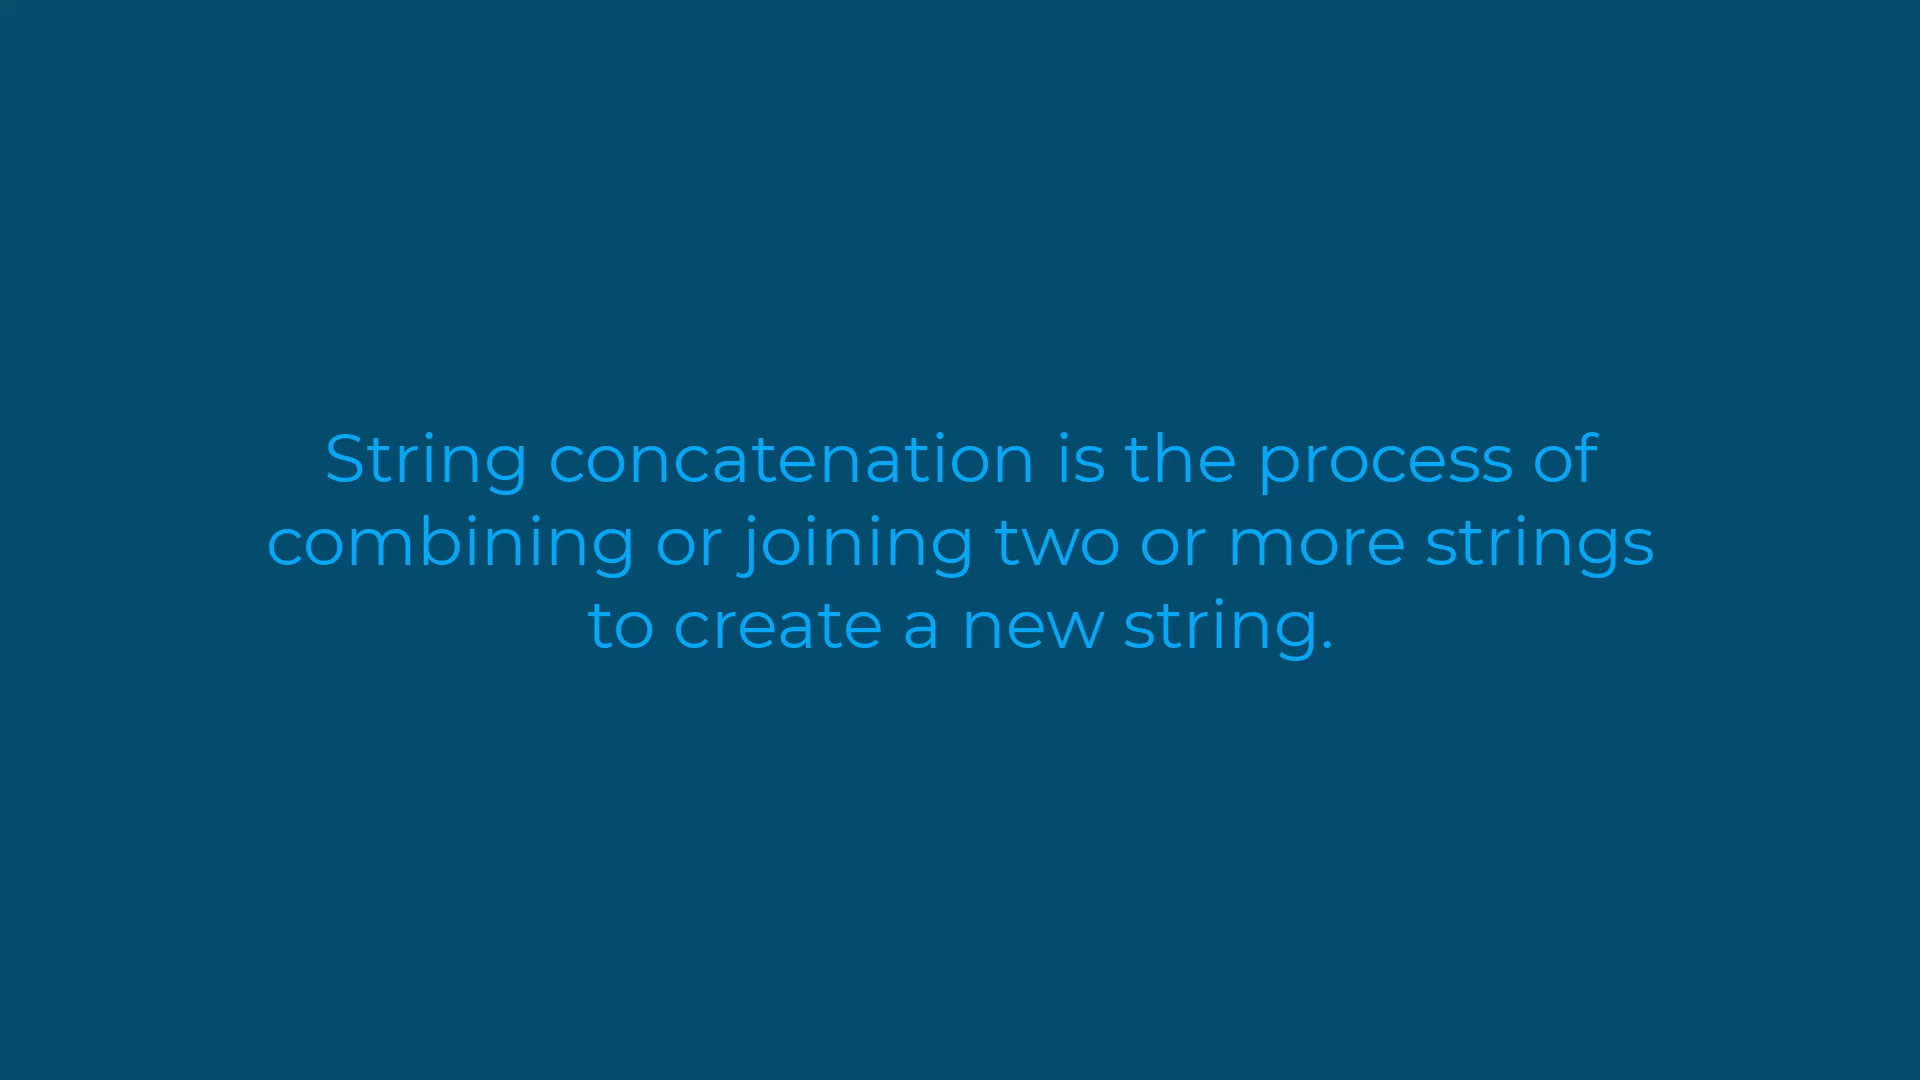 String concatenation is the process of
combining or joining two or more strings
to create a new string.